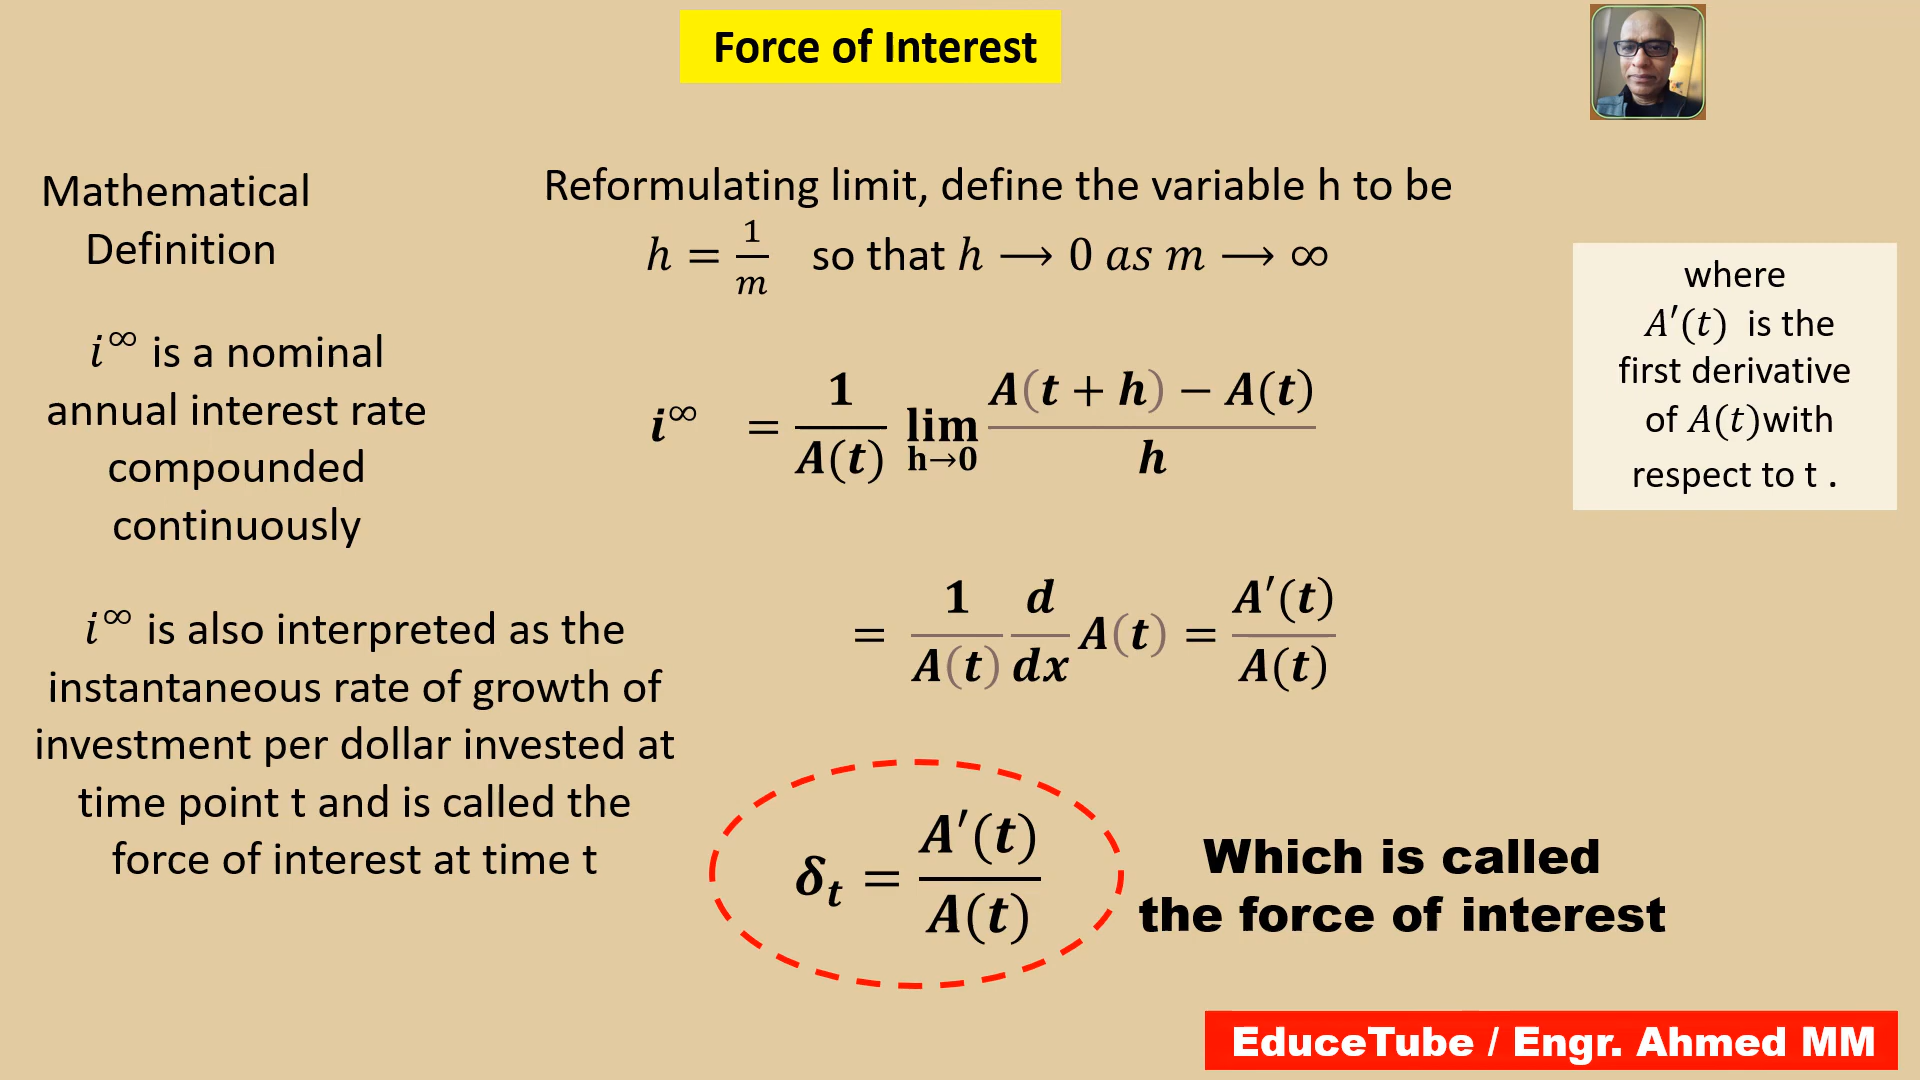 Force of Interest
Mathematical
Definition
i^∞ is a nominal
annual interest rate
compounded
continuously
i^∞ is also interpreted as the
instantaneous rate of growth of
investment per dollar invested at
time point t and is called the
force of interest at time t
Reformulating limit, define the variable h to be
h = 1/m so that h ⟶ 0 as m ⟶ ∞
i^∞ = 1/A(t) lim h→0 A(t + h) − A(t)/h
= 1/A(t) d/dx A(t) = A′(t)/A(t)
δ_t = A′(t)/A(t)
Which is called
the force of interest
where
A′(t) is the
first derivative
of A(t)with
respect to t .
EduceTube / Engr. Ahmed MM